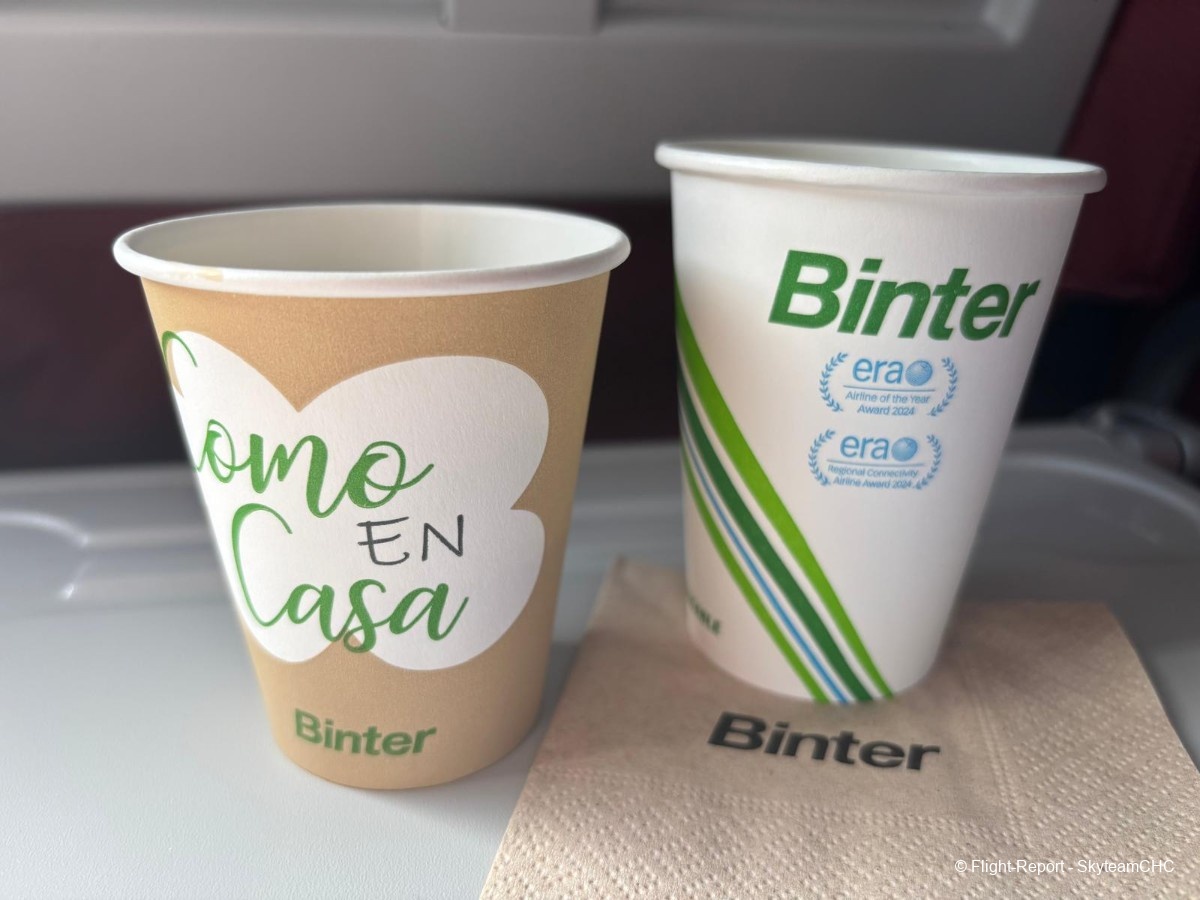 Como
EN
Casa
Binter
Binter
era
Airline of the Year
Award 2024
era
Regional Connectivity
Airline Award 2024
Binter
© Flight-Report - SkyteamCHC